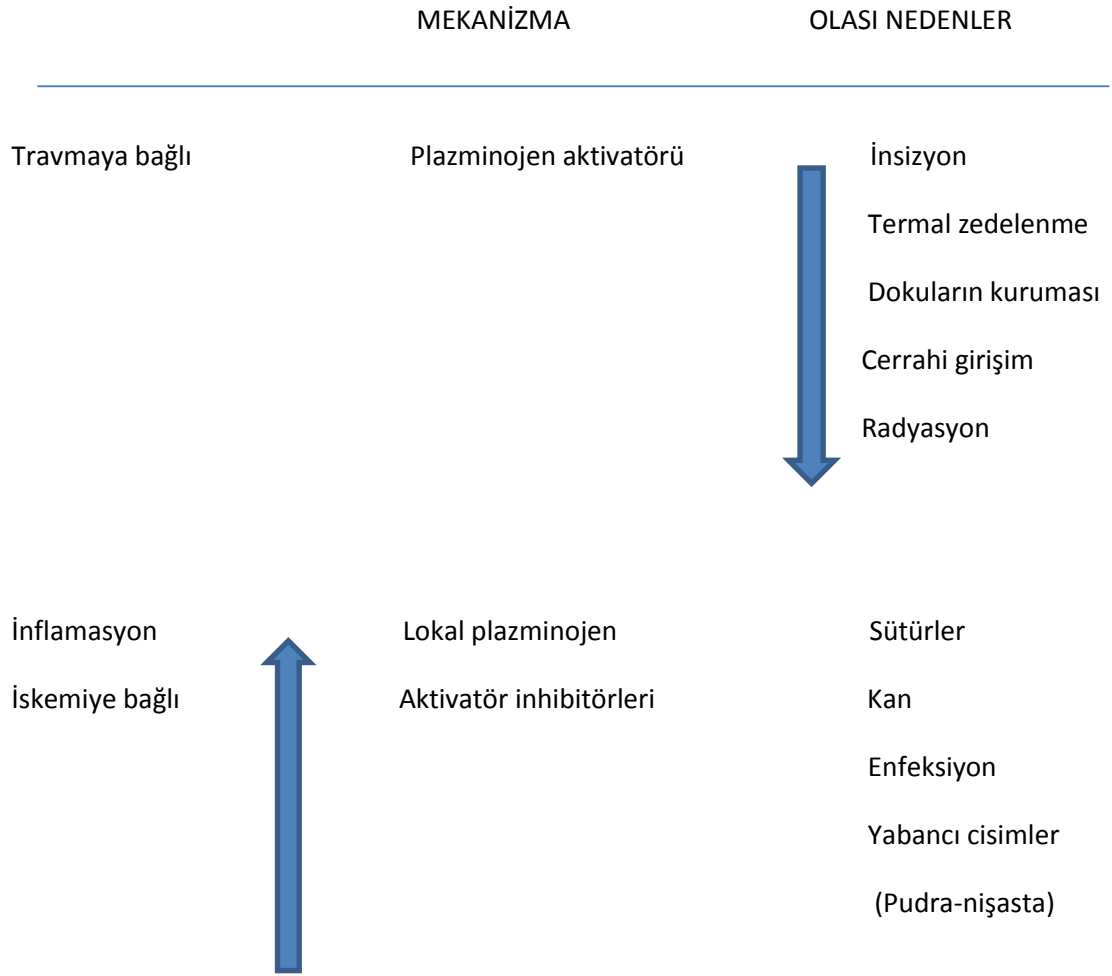 MEKANİZMA OLASI NEDENLER
Travmaya bağlı Plazminojen aktivatörü İnsizyon
Termal zedelenme
Dokuların kuruması
Cerrahi girişim
Radyasyon
İnflamasyon Lokal plazminojen Sütürler
İskemiye bağlı Aktivatör inhibitörleri Kan
Enfeksiyon
Yabancı cisimler
(Pudra-nişasta)